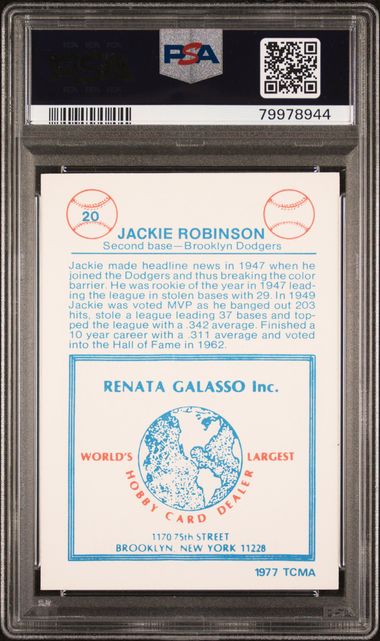 PSA
79978944
20
JACKIE ROBINSON
Second base—Brooklyn Dodgers
Jackie made headline news in 1947 when he
joined the Dodgers and thus breaking the color
barrier. He was rookie of the year in 1947 lead-
ing the league in stolen bases with 29. In 1949
Jackie was voted MVP as he banged out 203
hits, stole a league leading 37 bases and top-
ped the league with a .342 average. Finished a
10 year career with a .311 average and voted
into the Hall of Fame in 1962.
RENATA GALASSO Inc.
WORLD'S LARGEST
HOBBY CARD DEALER
1170 75th STREET
BROOKLYN, NEW YORK 11228
1977 TCMA